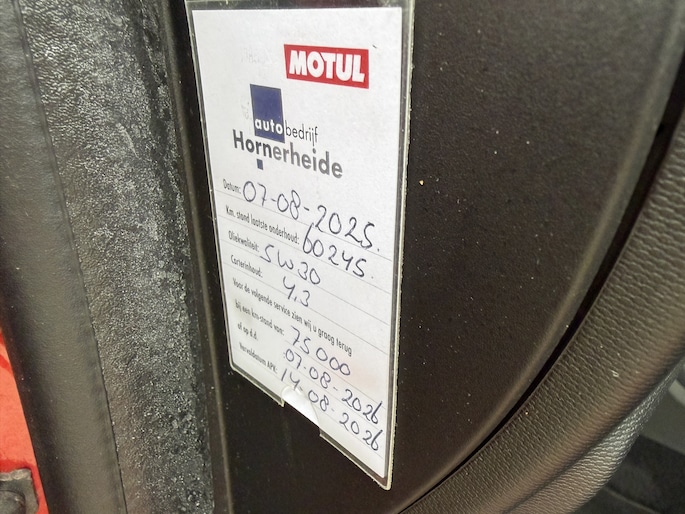 MOTUL
autobedrijf
Hornerheide
Datum: 07-08-2025.
Km. stand laatste onderhoud: 60245.
Oliekwaliteit: 5W30
Carterinhoud: 4,3
Voor de volgende service zien wij u graag terug
bij een km-stand van: 75000
of op d.d. 07-08-2026
Vervaldatum APK: 14-08-2026